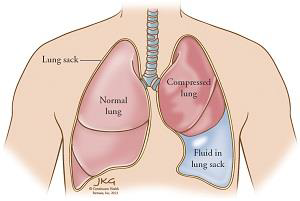 Lung sack
Normal
lung
Compressed
lung
Fluid in
lung sack
JKG